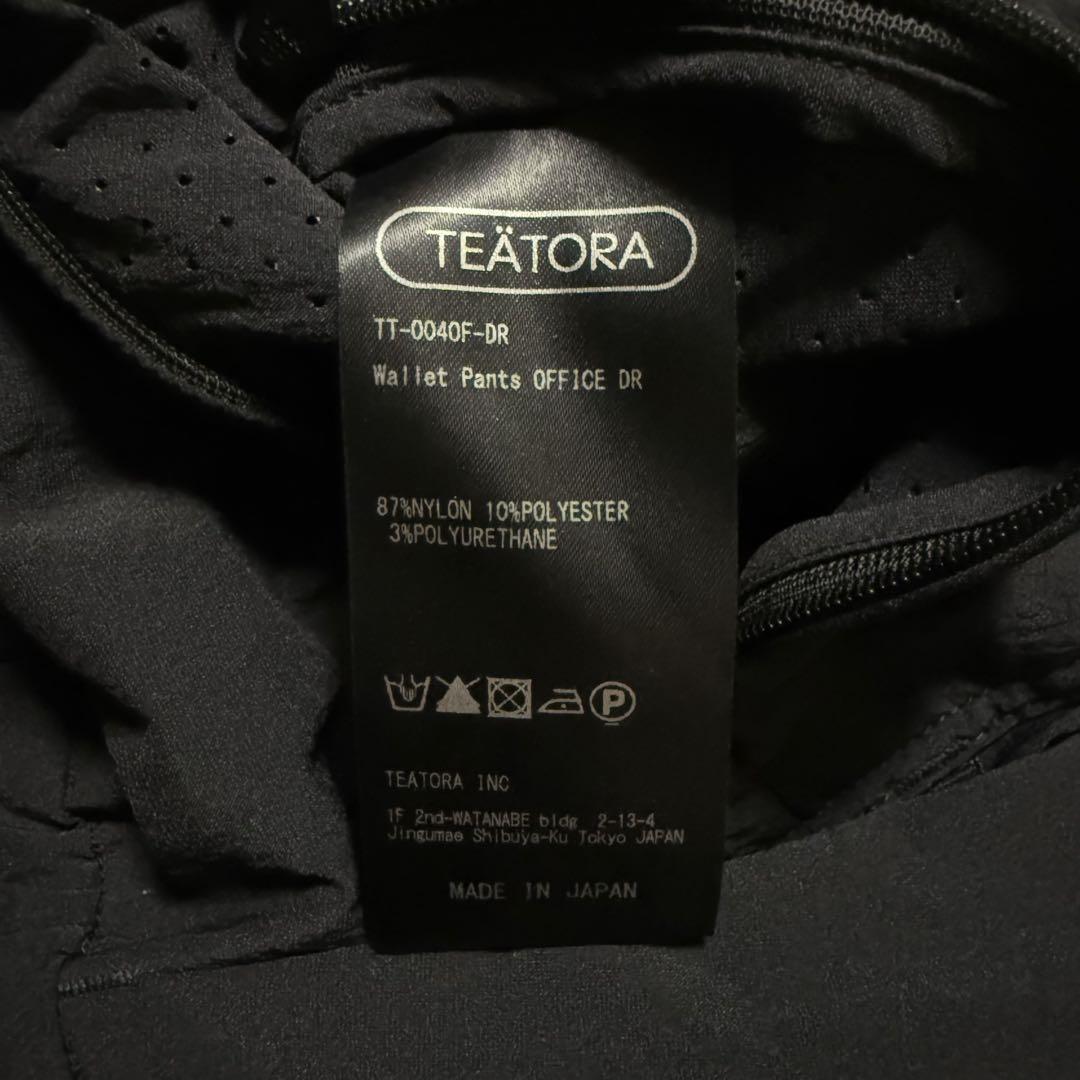 TEÄTORA
TT-0040F-DR
Wallet Pants OFFICE DR
87%NYLON 10%POLYESTER
3%POLYURETHANE
P
TEATORA INC
1F 2nd-WATANABE bldg 2-13-4
Jingumae Shibuya-Ku Tokyo JAPAN
MADE IN JAPAN